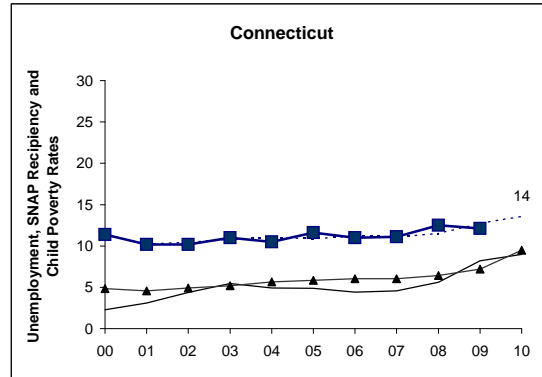 Connecticut
Unemployment, SNAP Recipiency and
Child Poverty Rates
30
25
20
15
10
5
0
14
00 01 02 03 04 05 06 07 08 09 10